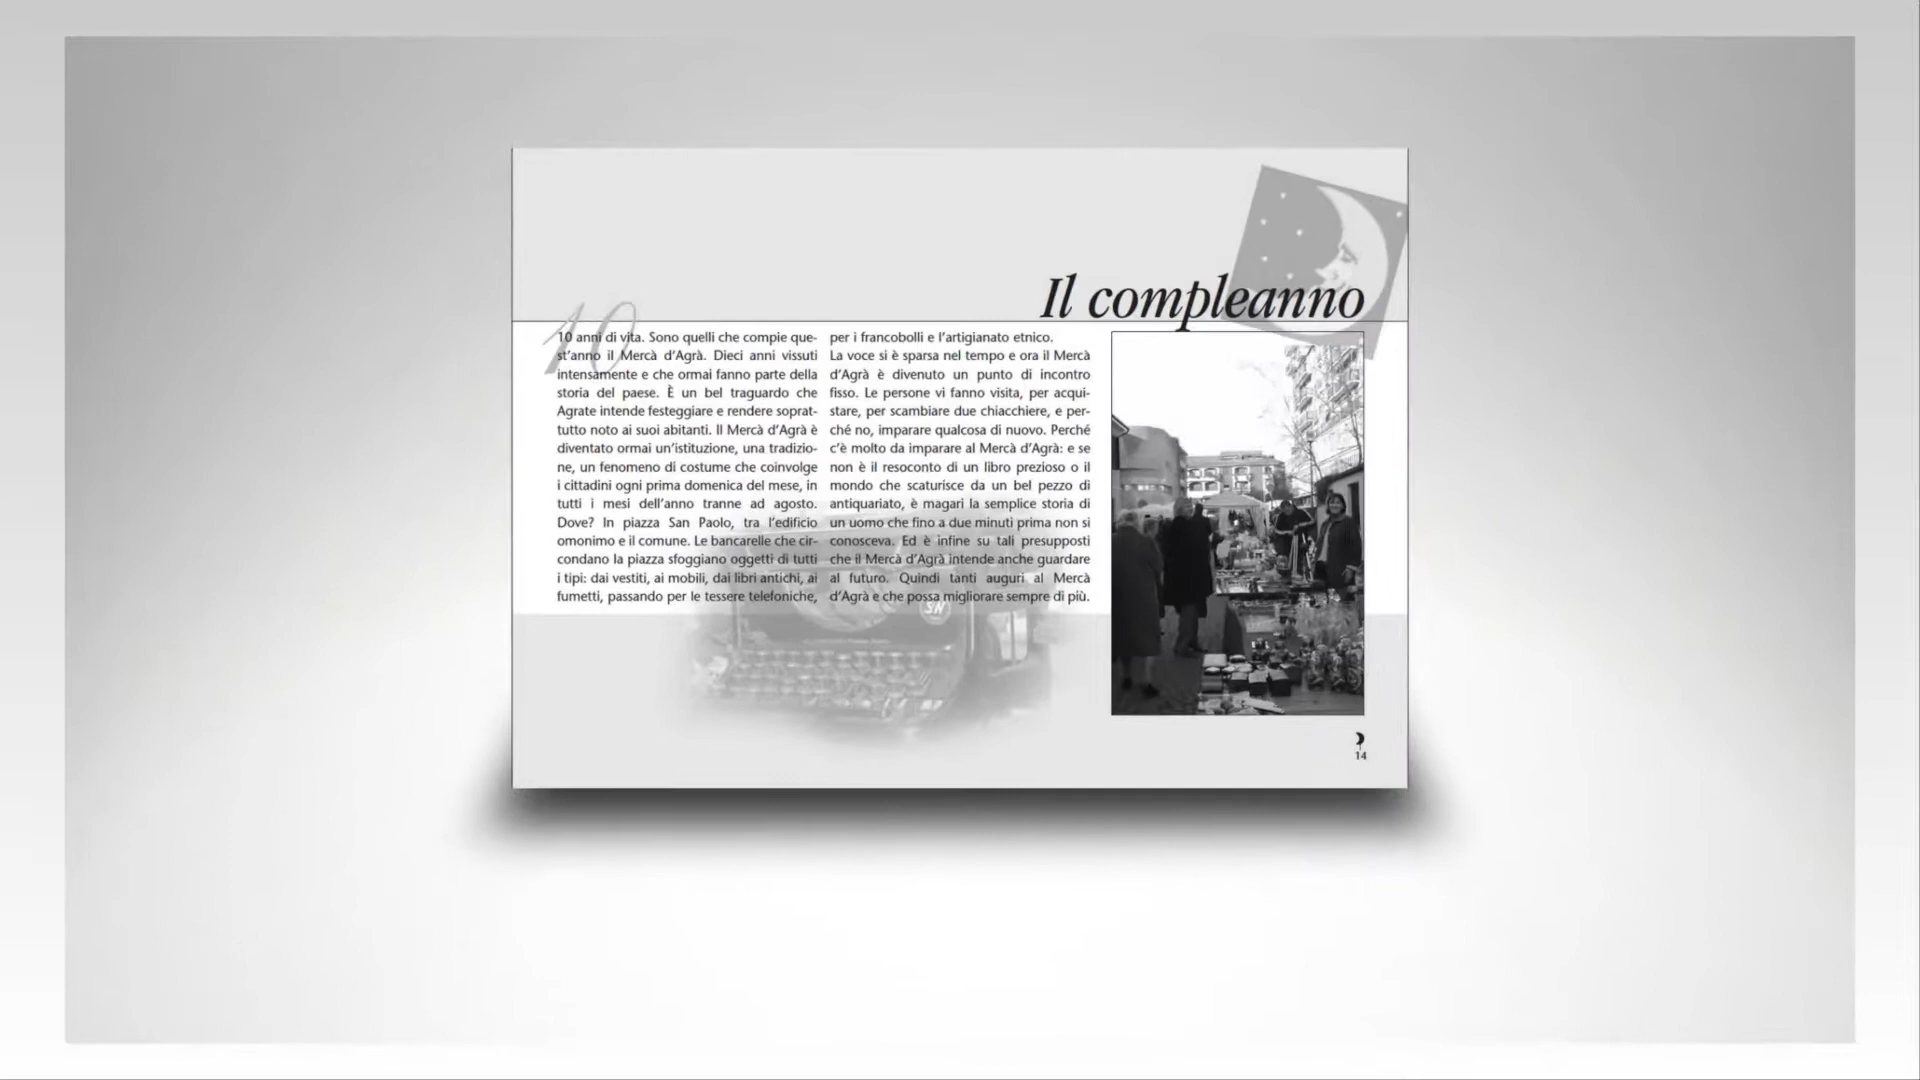 Il compleanno
10
10 anni di vita. Sono quelli che compie que-
st'anno il Mercà d'Agrà. Dieci anni vissuti
intensamente e che ormai fanno parte della
storia del paese. È un bel traguardo che
Agrate intende festeggiare e rendere soprat-
tutto noto ai suoi abitanti. Il Mercà d'Agrà è
diventato ormai un'istituzione, una tradizio-
ne, un fenomeno di costume che coinvolge
i cittadini ogni prima domenica del mese, in
tutti i mesi dell'anno tranne ad agosto.
Dove? In piazza San Paolo, tra l'edificio
omonimo e il comune. Le bancarelle che cir-
condano la piazza sfoggiano oggetti di tutti
i tipi: dai vestiti, ai mobili, dai libri antichi, ai
fumetti, passando per le tessere telefoniche,
per i francobolli e l'artigianato etnico.
La voce si è sparsa nel tempo e ora il Mercà
d'Agrà è divenuto un punto di incontro
fisso. Le persone vi fanno visita, per acqui-
stare, per scambiare due chiacchiere, e per-
ché no, imparare qualcosa di nuovo. Perché
c'è molto da imparare al Mercà d'Agrà: e se
non è il resoconto di un libro prezioso o il
mondo che scaturisce da un bel pezzo di
antiquariato, è magari la semplice storia di
un uomo che fino a due minuti prima non si
conosceva. Ed è infine su tali presupposti
che il Mercà d'Agrà intende anche guardare
al futuro. Quindi tanti auguri al Mercà
d'Agrà e che possa migliorare sempre di più.
SN
14